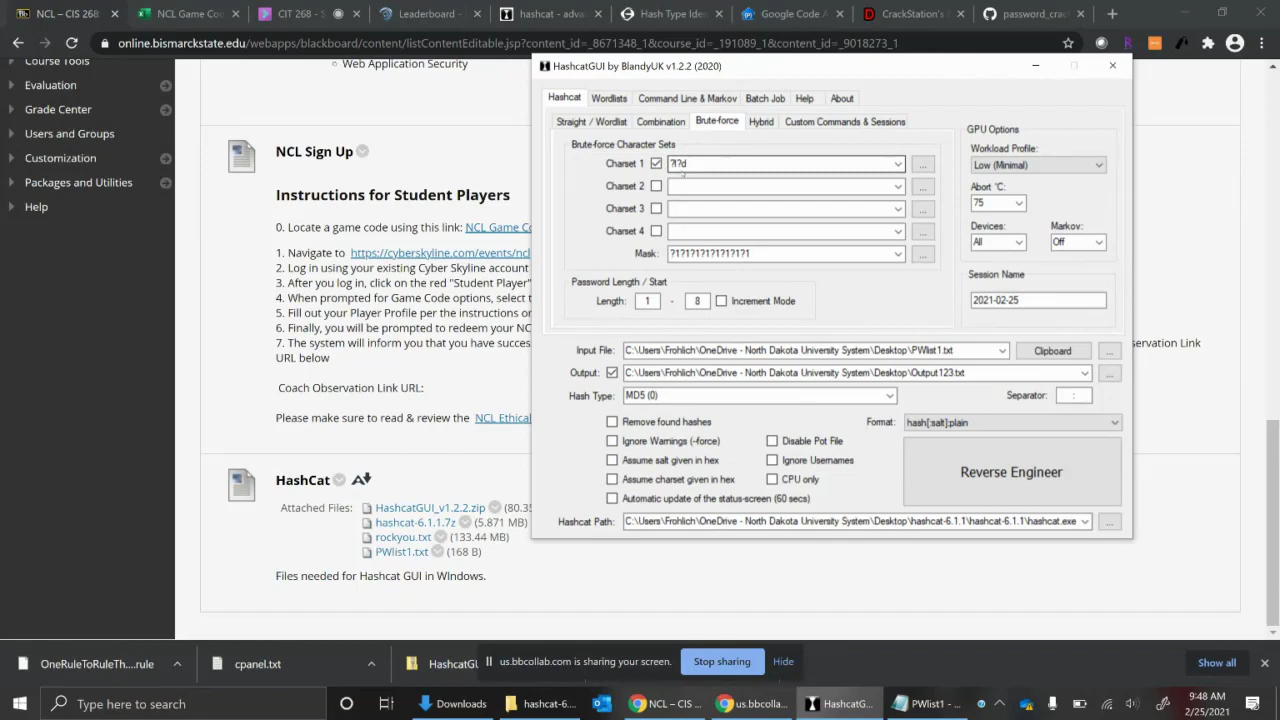 NCL – CIS 268
NCL Game Co
CIT 268 - S
Leaderboard -
hashcat - adva
Hash Type Ide
Google Code A
CrackStation's
password_crac
online.bismarckstate.edu/webapps/blackboard/content/listContentEditable.jsp?content_id=_8671348_1&course_id=_191089_1&content_id=_9018273_1
Course Tools
Evaluation
Grade Center
Users and Groups
Customization
Packages and Utilities
Help
Web Application Security
NCL Sign Up
Instructions for Student Players
0. Locate a game code using this link: NCL Game C
1. Navigate to https://cyberskyline.com/events/ncl
2. Log in using your existing Cyber Skyline account
3. After you log in, click on the red "Student Player"
4. When prompted for Game Code options, select t
5. Fill out your Player Profile per the instructions or
6. Finally, you will be prompted to redeem your NC
7. The system will inform you that you have succes
servation Link
URL below
Coach Observation Link URL:
Please make sure to read & review the NCL Ethical
HashCat
Attached Files: HashcatGUI_v1.2.2.zip (80.35
hashcat-6.1.1.7z (5.871 MB)
rockyou.txt (133.44 MB)
PWlist1.txt (168 B)
Files needed for Hashcat GUI in WIndows.
HashcatGUI by BlandyUK v1.2.2 (2020)
Hashcat Wordlists Command Line & Markov Batch Job Help About
Straight / Wordlist Combination Brute-force Hybrid Custom Commands & Sessions
Brute-force Character Sets
Charset 1 ?l?d ...
Charset 2 ...
Charset 3 ...
Charset 4 ...
Mask: ?1?1?1?1?1?1?1?1 ...
Password Length / Start
Length: 1 - 8 Increment Mode
GPU Options
Workload Profile:
Low (Minimal)
Abort °C:
75
Devices: Markov:
All Off
Session Name
2021-02-25
Input File: C:\Users\Frohlich\OneDrive - North Dakota University System\Desktop\PWlist1.txt Clipboard ...
Output: C:\Users\Frohlich\OneDrive - North Dakota University System\Desktop\Output123.txt ...
Hash Type: MD5 (0) Separator: :
Remove found hashes Format: hash[:salt]:plain
Ignore Warnings (--force) Disable Pot File
Assume salt given in hex Ignore Usernames
Assume charset given in hex CPU only
Automatic update of the status-screen (60 secs)
Reverse Engineer
Hashcat Path: C:\Users\Frohlich\OneDrive - North Dakota University System\Desktop\hashcat-6.1.1\hashcat-6.1.1\hashcat.exe ...
OneRuleToRuleTh....rule
cpanel.txt
HashcatGU
us.bbcollab.com is sharing your screen.
Stop sharing
Hide
Show all
Type here to search
Downloads
hashcat-6....
NCL – CIS ...
us.bbcolla...
HashcatG...
PWlist1 - ...
9:48 AM
2/25/2021